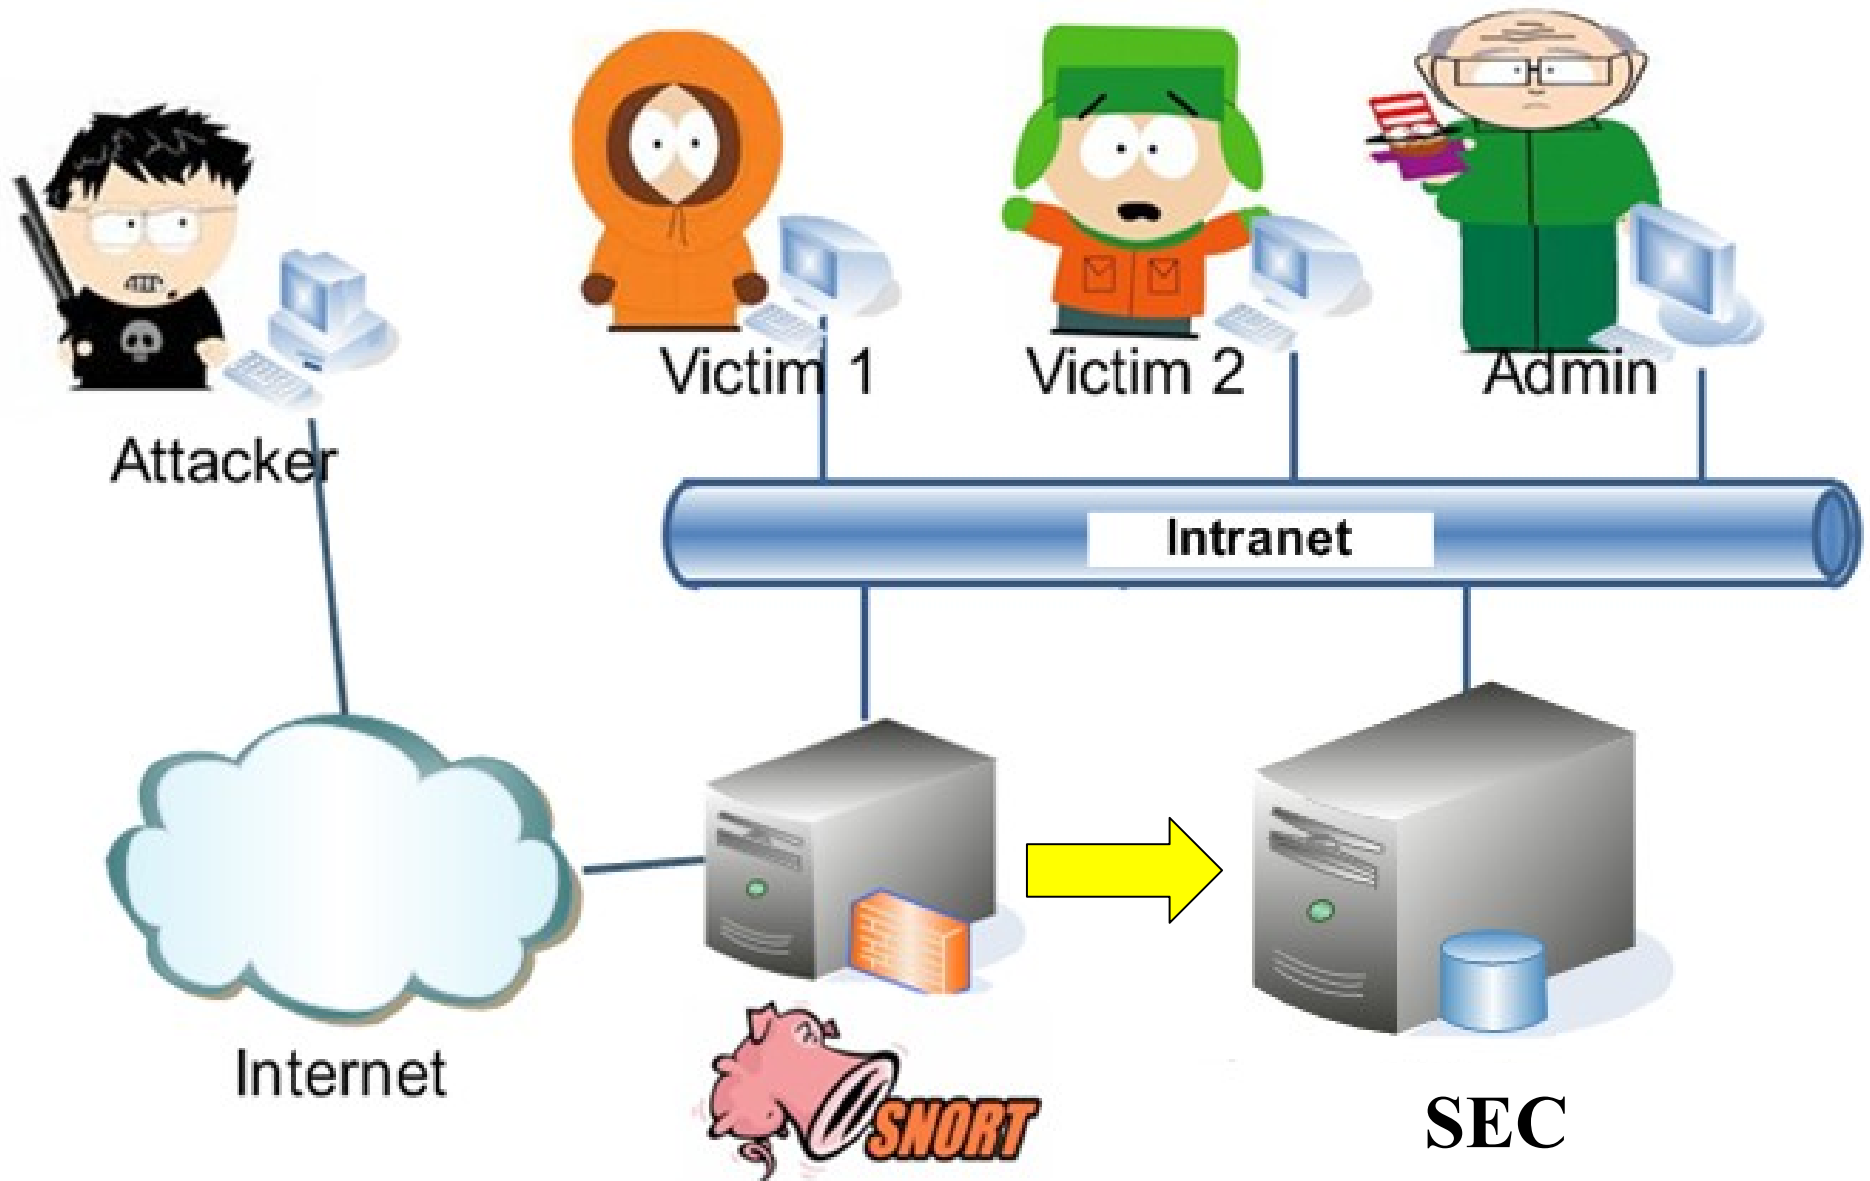 Attacker
Victim 1
Victim 2
Admin
Intranet
Internet
SNORT
SEC